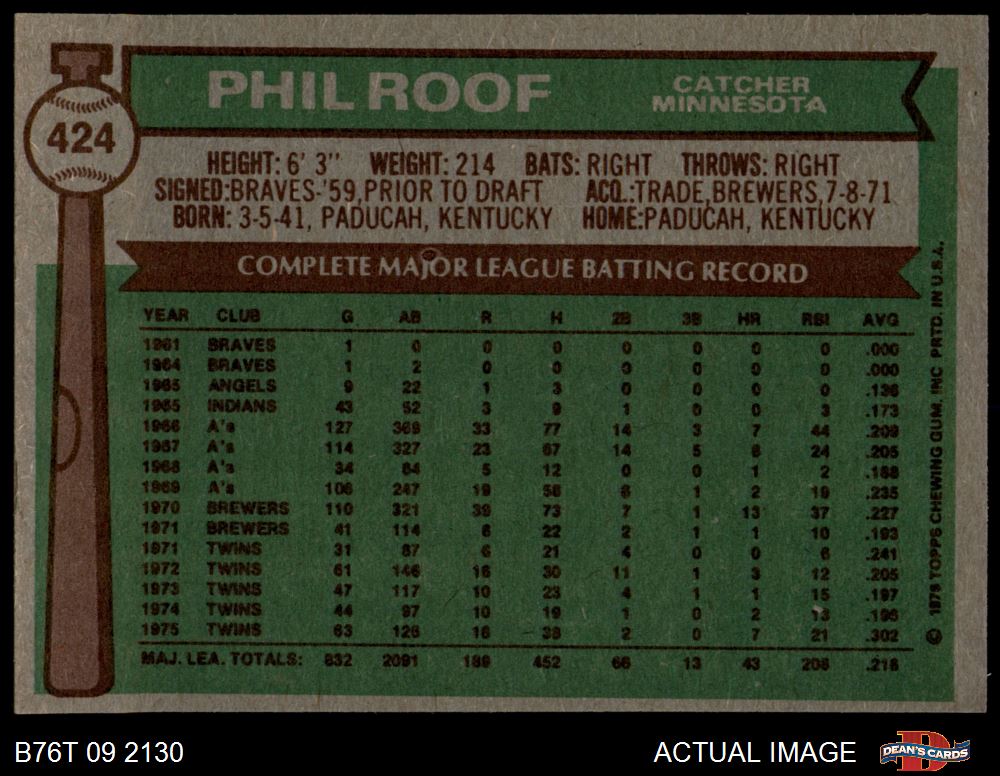 424
PHIL ROOF
CATCHER
MINNESOTA
HEIGHT: 6' 3" WEIGHT: 214 BATS: RIGHT THROWS: RIGHT
SIGNED:BRAVES-'59,PRIOR TO DRAFT ACQ.:TRADE,BREWERS,7-8-71
BORN: 3-5-41, PADUCAH, KENTUCKY HOME:PADUCAH, KENTUCKY
COMPLETE MAJOR LEAGUE BATTING RECORD
YEAR CLUB G AB R H 2B 3B HR RBI AVG
1961 BRAVES 1 0 0 0 0 0 0 0 .000
1964 BRAVES 1 2 0 0 0 0 0 0 .000
1965 ANGELS 9 22 1 3 0 0 0 0 .136
1965 INDIANS 43 52 3 9 1 0 0 3 .173
1966 A's 127 369 33 77 14 3 7 44 .209
1967 A's 114 327 23 67 14 5 6 24 .205
1968 A's 34 64 5 12 0 0 1 2 .188
1969 A's 106 247 19 58 6 1 2 19 .235
1970 BREWERS 110 321 39 73 7 1 13 37 .227
1971 BREWERS 41 114 6 22 2 1 1 10 .193
1971 TWINS 31 87 6 21 4 0 0 6 .241
1972 TWINS 61 146 16 30 11 1 3 12 .205
1973 TWINS 47 117 10 23 4 1 1 15 .197
1974 TWINS 44 97 10 19 1 0 2 13 .196
1975 TWINS 63 126 16 38 2 0 7 21 .302
MAJ. LEA. TOTALS: 832 2091 189 452 66 13 43 206 .216
© 1976 TOPPS CHEWING GUM, INC PRTD. IN U.S.A.
B76T 09 2130
ACTUAL IMAGE
DEAN'S CARDS